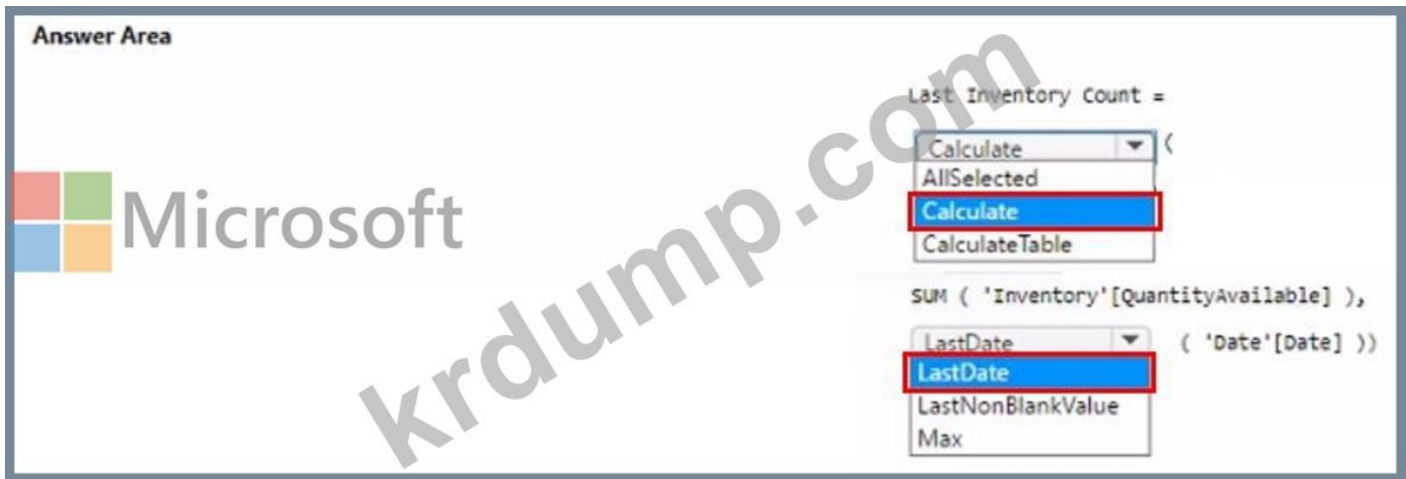 Answer Area
Last Inventory Count =
Calculate (
AllSelected
Calculate
CalculateTable
SUM ( 'Inventory'[QuantityAvailable] ),
LastDate ( 'Date'[Date] ))
LastDate
LastNonBlankValue
Max
Microsoft
krdump.com